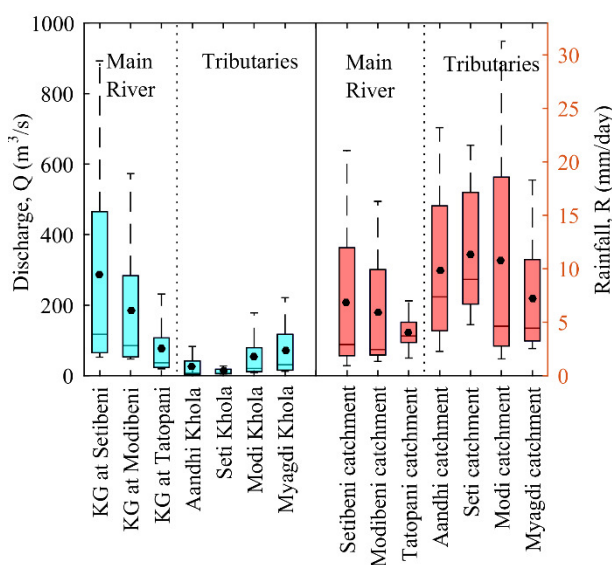 1000
800
600
400
200
0
Discharge, Q (m³/s)
Main
River
Tributaries
Main
River
Tributaries
30
25
20
15
10
5
0
Rainfall, R (mm/day)
KG at Setibeni
KG at Modibeni
KG at Tatopani
Aandhi Khola
Seti Khola
Modi Khola
Myagdi Khola
Setibeni catchment
Modibeni catchment
Tatopani catchment
Aandhi catchment
Seti catchment
Modi catchment
Myagdi catchment